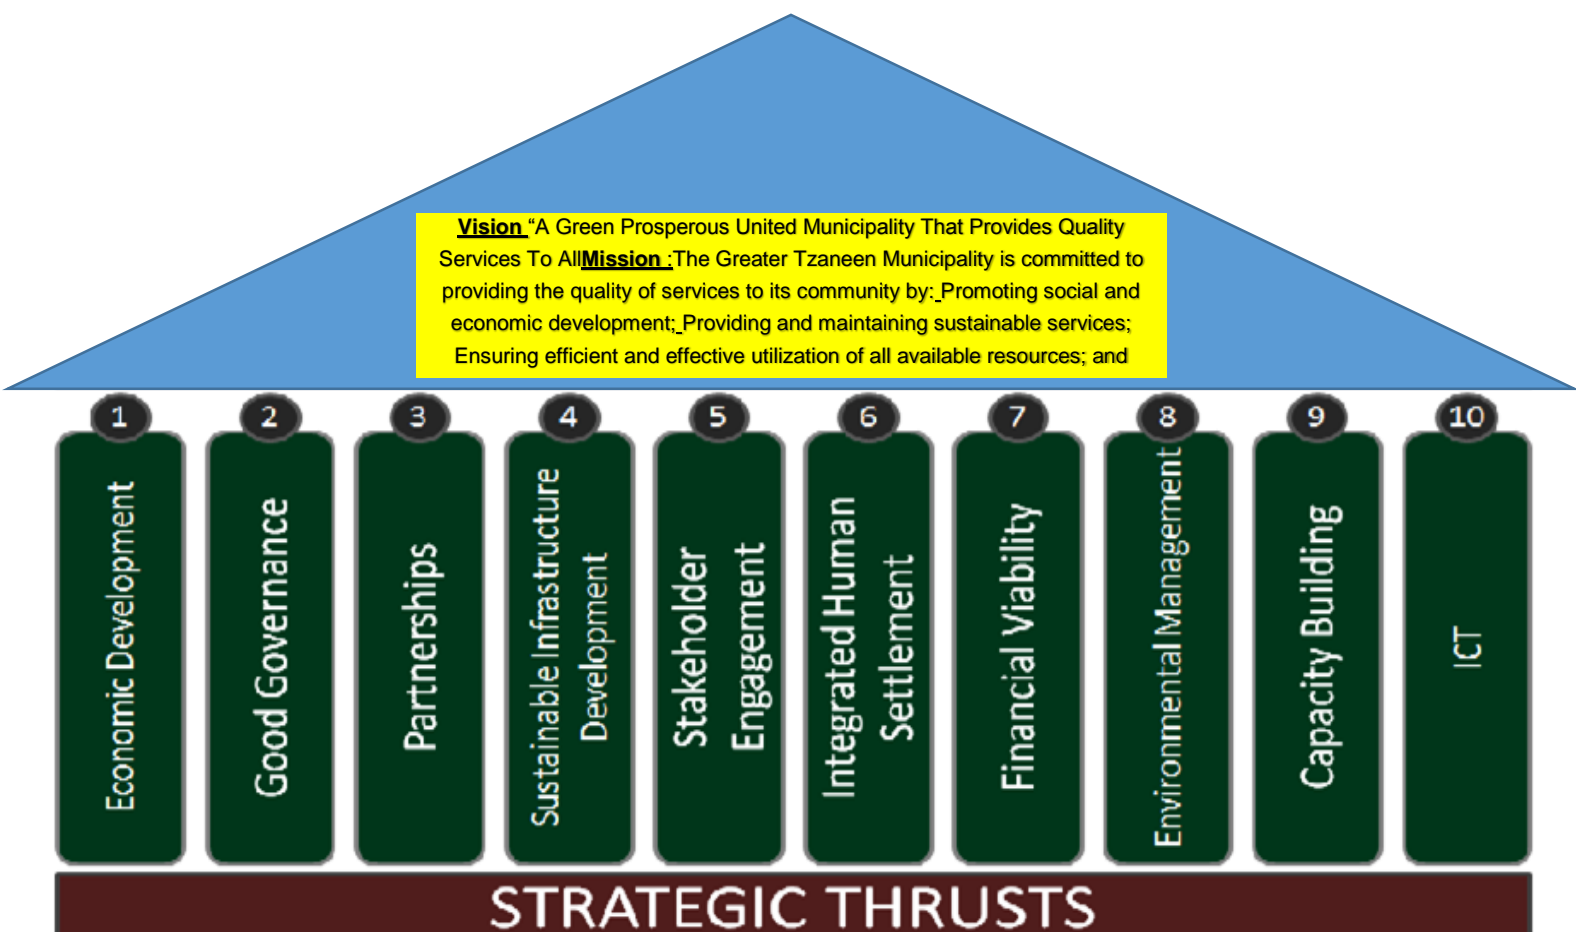 Vision “A Green Prosperous United Municipality That Provides Quality
Services To AllMission :The Greater Tzaneen Municipality is committed to
providing the quality of services to its community by: Promoting social and
economic development; Providing and maintaining sustainable services;
Ensuring efficient and effective utilization of all available resources; and
1
Economic Development
2
Good Governance
3
Partnerships
4
Sustainable Infrastructure
Development
5
Stakeholder
Engagement
6
Integrated Human
Settlement
7
Financial Viability
8
Environmental Management
9
Capacity Building
10
ICT
STRATEGIC THRUSTS